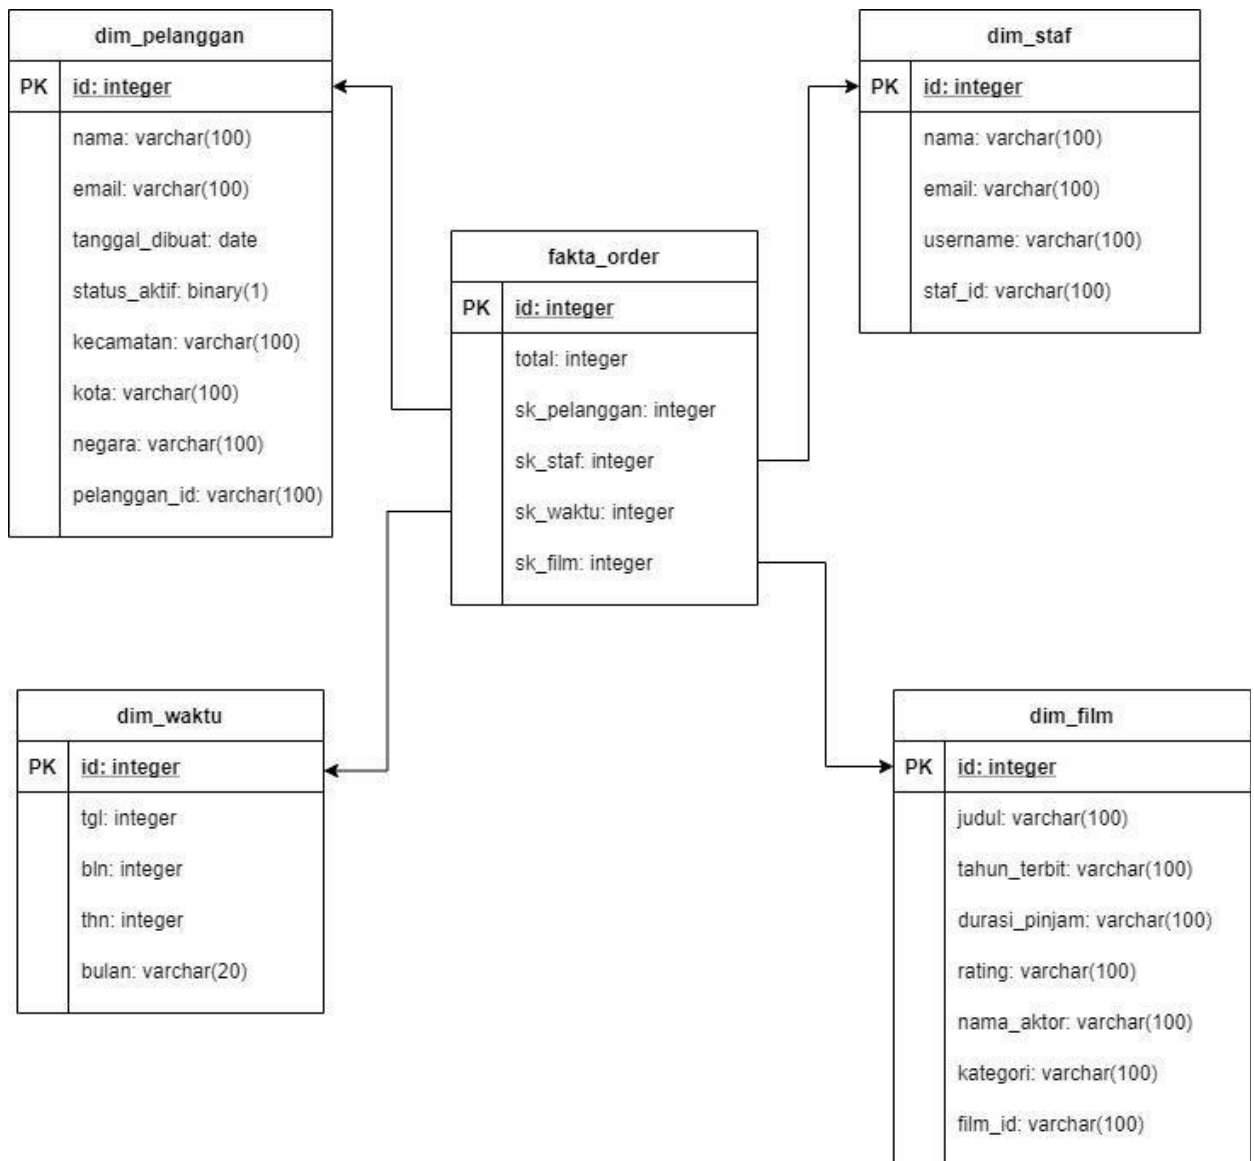 dim_pelanggan
PK id: integer
nama: varchar(100)
email: varchar(100)
tanggal_dibuat: date
status_aktif: binary(1)
kecamatan: varchar(100)
kota: varchar(100)
negara: varchar(100)
pelanggan_id: varchar(100)
dim_staf
PK id: integer
nama: varchar(100)
email: varchar(100)
username: varchar(100)
staf_id: varchar(100)
fakta_order
PK id: integer
total: integer
sk_pelanggan: integer
sk_staf: integer
sk_waktu: integer
sk_film: integer
dim_waktu
PK id: integer
tgl: integer
bln: integer
thn: integer
bulan: varchar(20)
dim_film
PK id: integer
judul: varchar(100)
tahun_terbit: varchar(100)
durasi_pinjam: varchar(100)
rating: varchar(100)
nama_aktor: varchar(100)
kategori: varchar(100)
film_id: varchar(100)